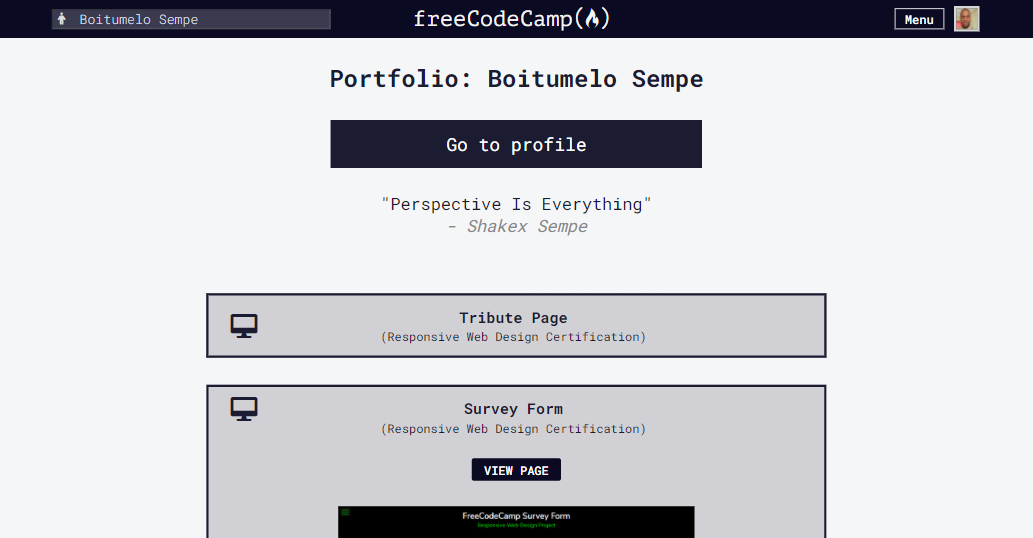 Boitumelo Sempe
freeCodeCamp(🔥)
Menu
Portfolio: Boitumelo Sempe
Go to profile
"Perspective Is Everything"
- Shakex Sempe
Tribute Page
(Responsive Web Design Certification)
Survey Form
(Responsive Web Design Certification)
VIEW PAGE
FreeCodeCamp Survey Form
Responsive Web Design Project